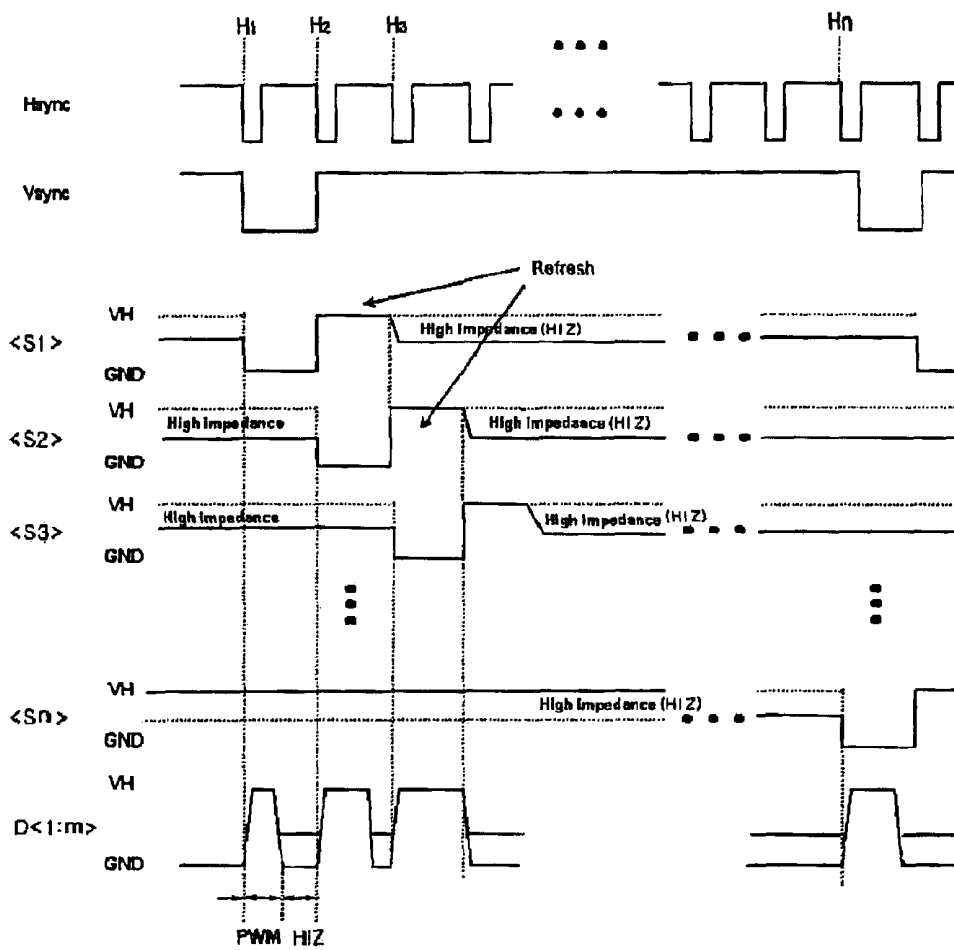 H1 H2 H3 Hn
Hsync
Vsync
Refresh
VH
<S1>
High Impedance (HIZ)
GND
VH
High Impedance
<S2>
High Impedance (HIZ)
GND
VH
High Impedance
<S3>
High Impedance (HIZ)
GND
VH
<Sn>
High Impedance (HIZ)
GND
VH
D<1:m>
GND
PWM HIZ